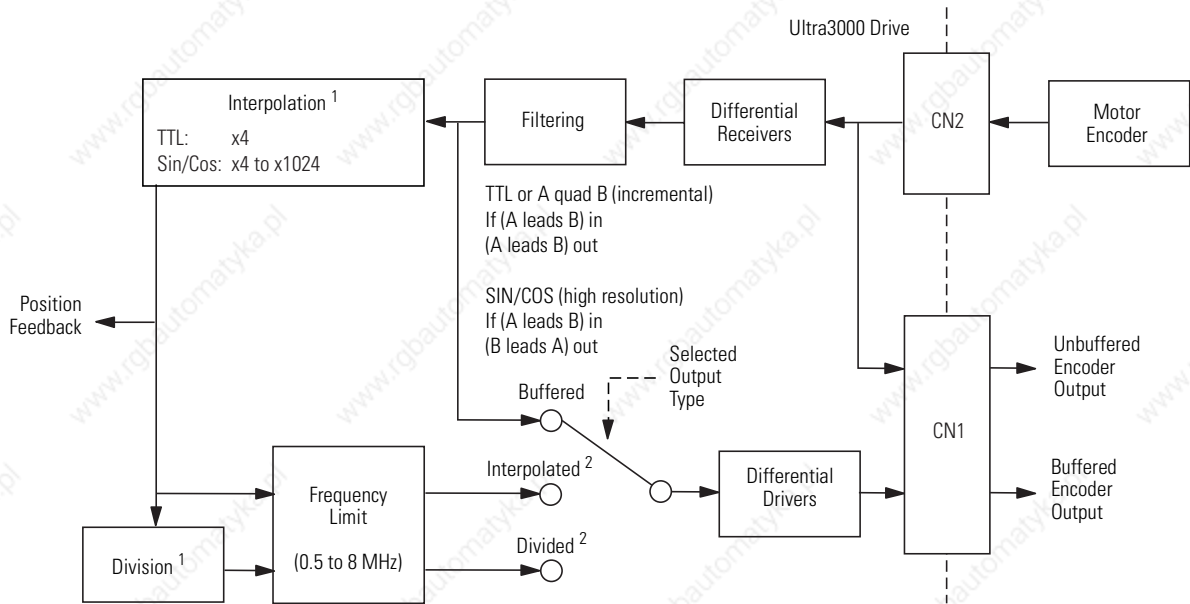 Ultra3000 Drive
Interpolation 1
TTL: x4
Sin/Cos: x4 to x1024
Filtering
Differential
Receivers
CN2
Motor
Encoder
TTL or A quad B (incremental)
If (A leads B) in
(A leads B) out
SIN/COS (high resolution)
If (A leads B) in
(B leads A) out
Position
Feedback
Selected
Output
Type
Buffered
Unbuffered
Encoder
Output
CN1
Interpolated 2
Differential
Drivers
Buffered
Encoder
Output
Frequency
Limit
(0.5 to 8 MHz)
Division 1
Divided 2
www.rgbautomatyka.pl